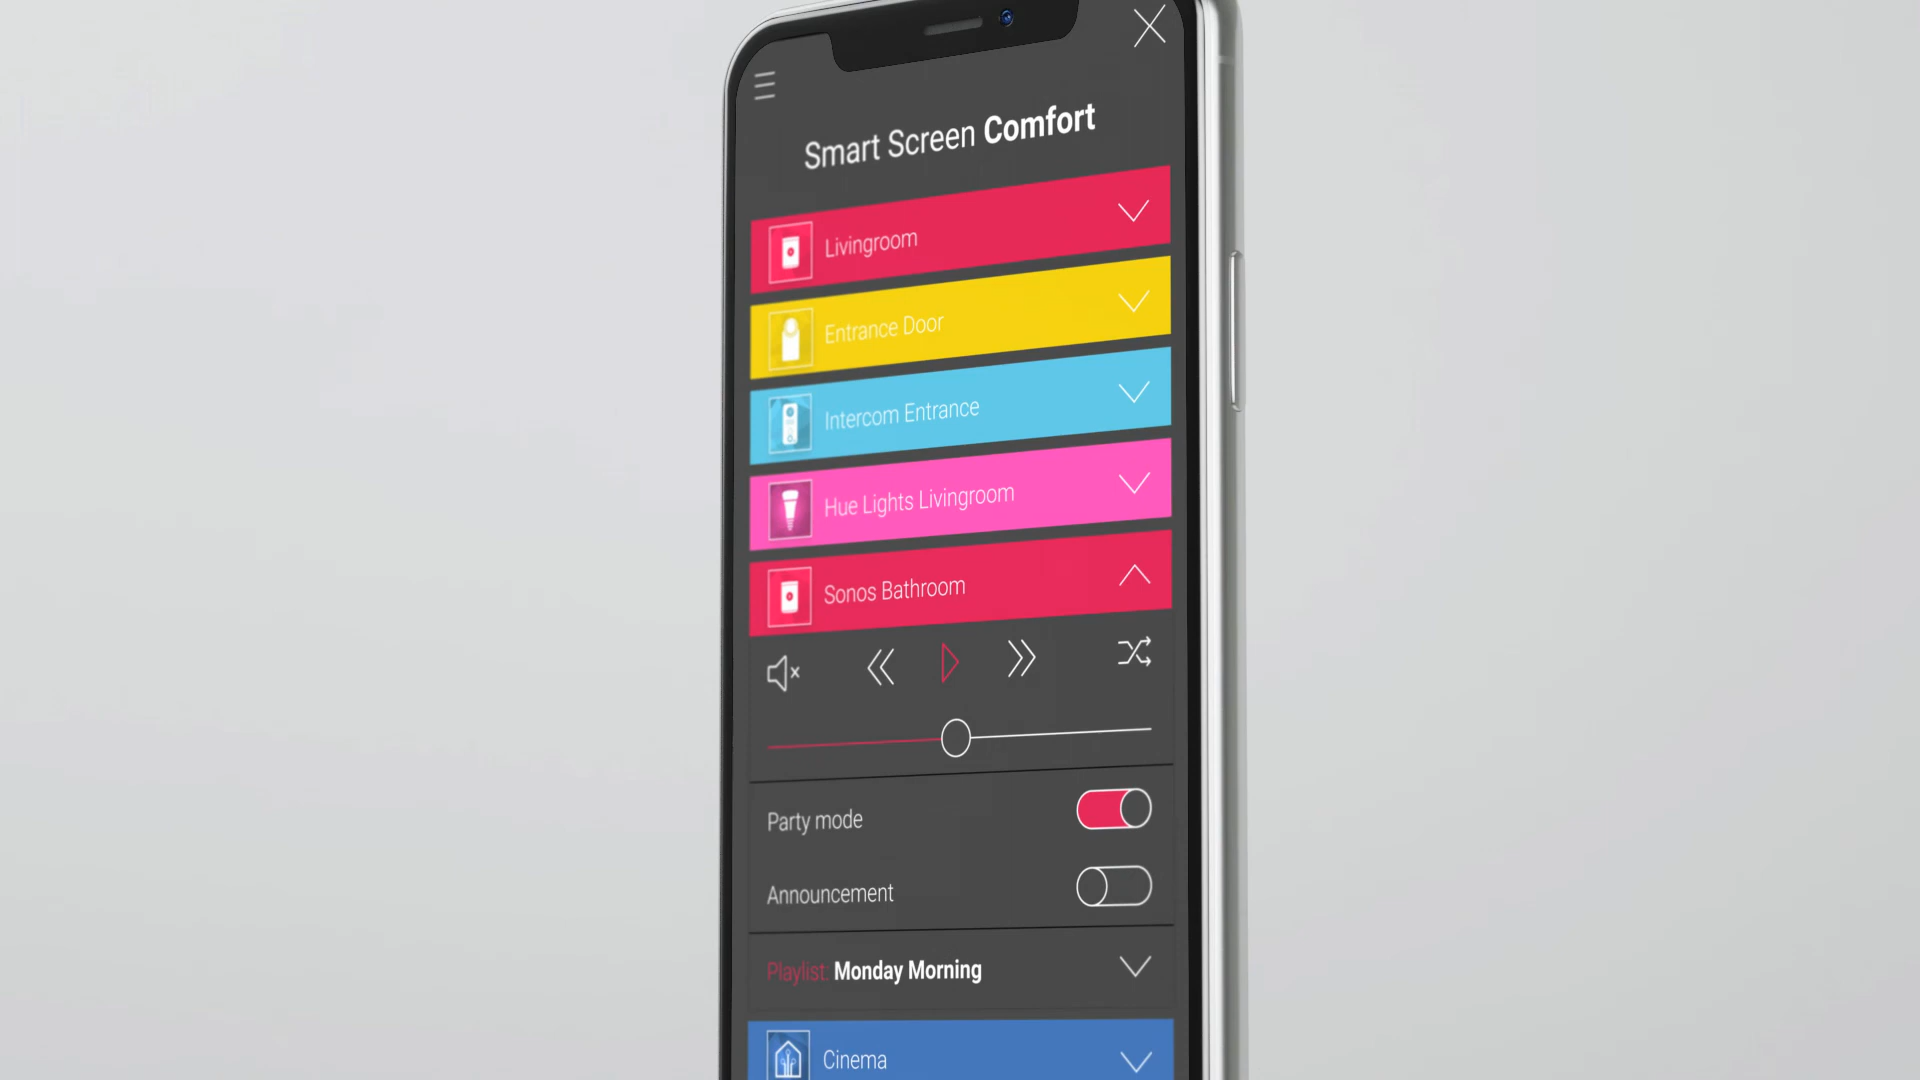 Smart Screen Comfort
Livingroom
Entrance Door
Intercom Entrance
Hue Lights Livingroom
Sonos Bathroom
Party mode
Announcement
Playlist: Monday Morning
Cinema